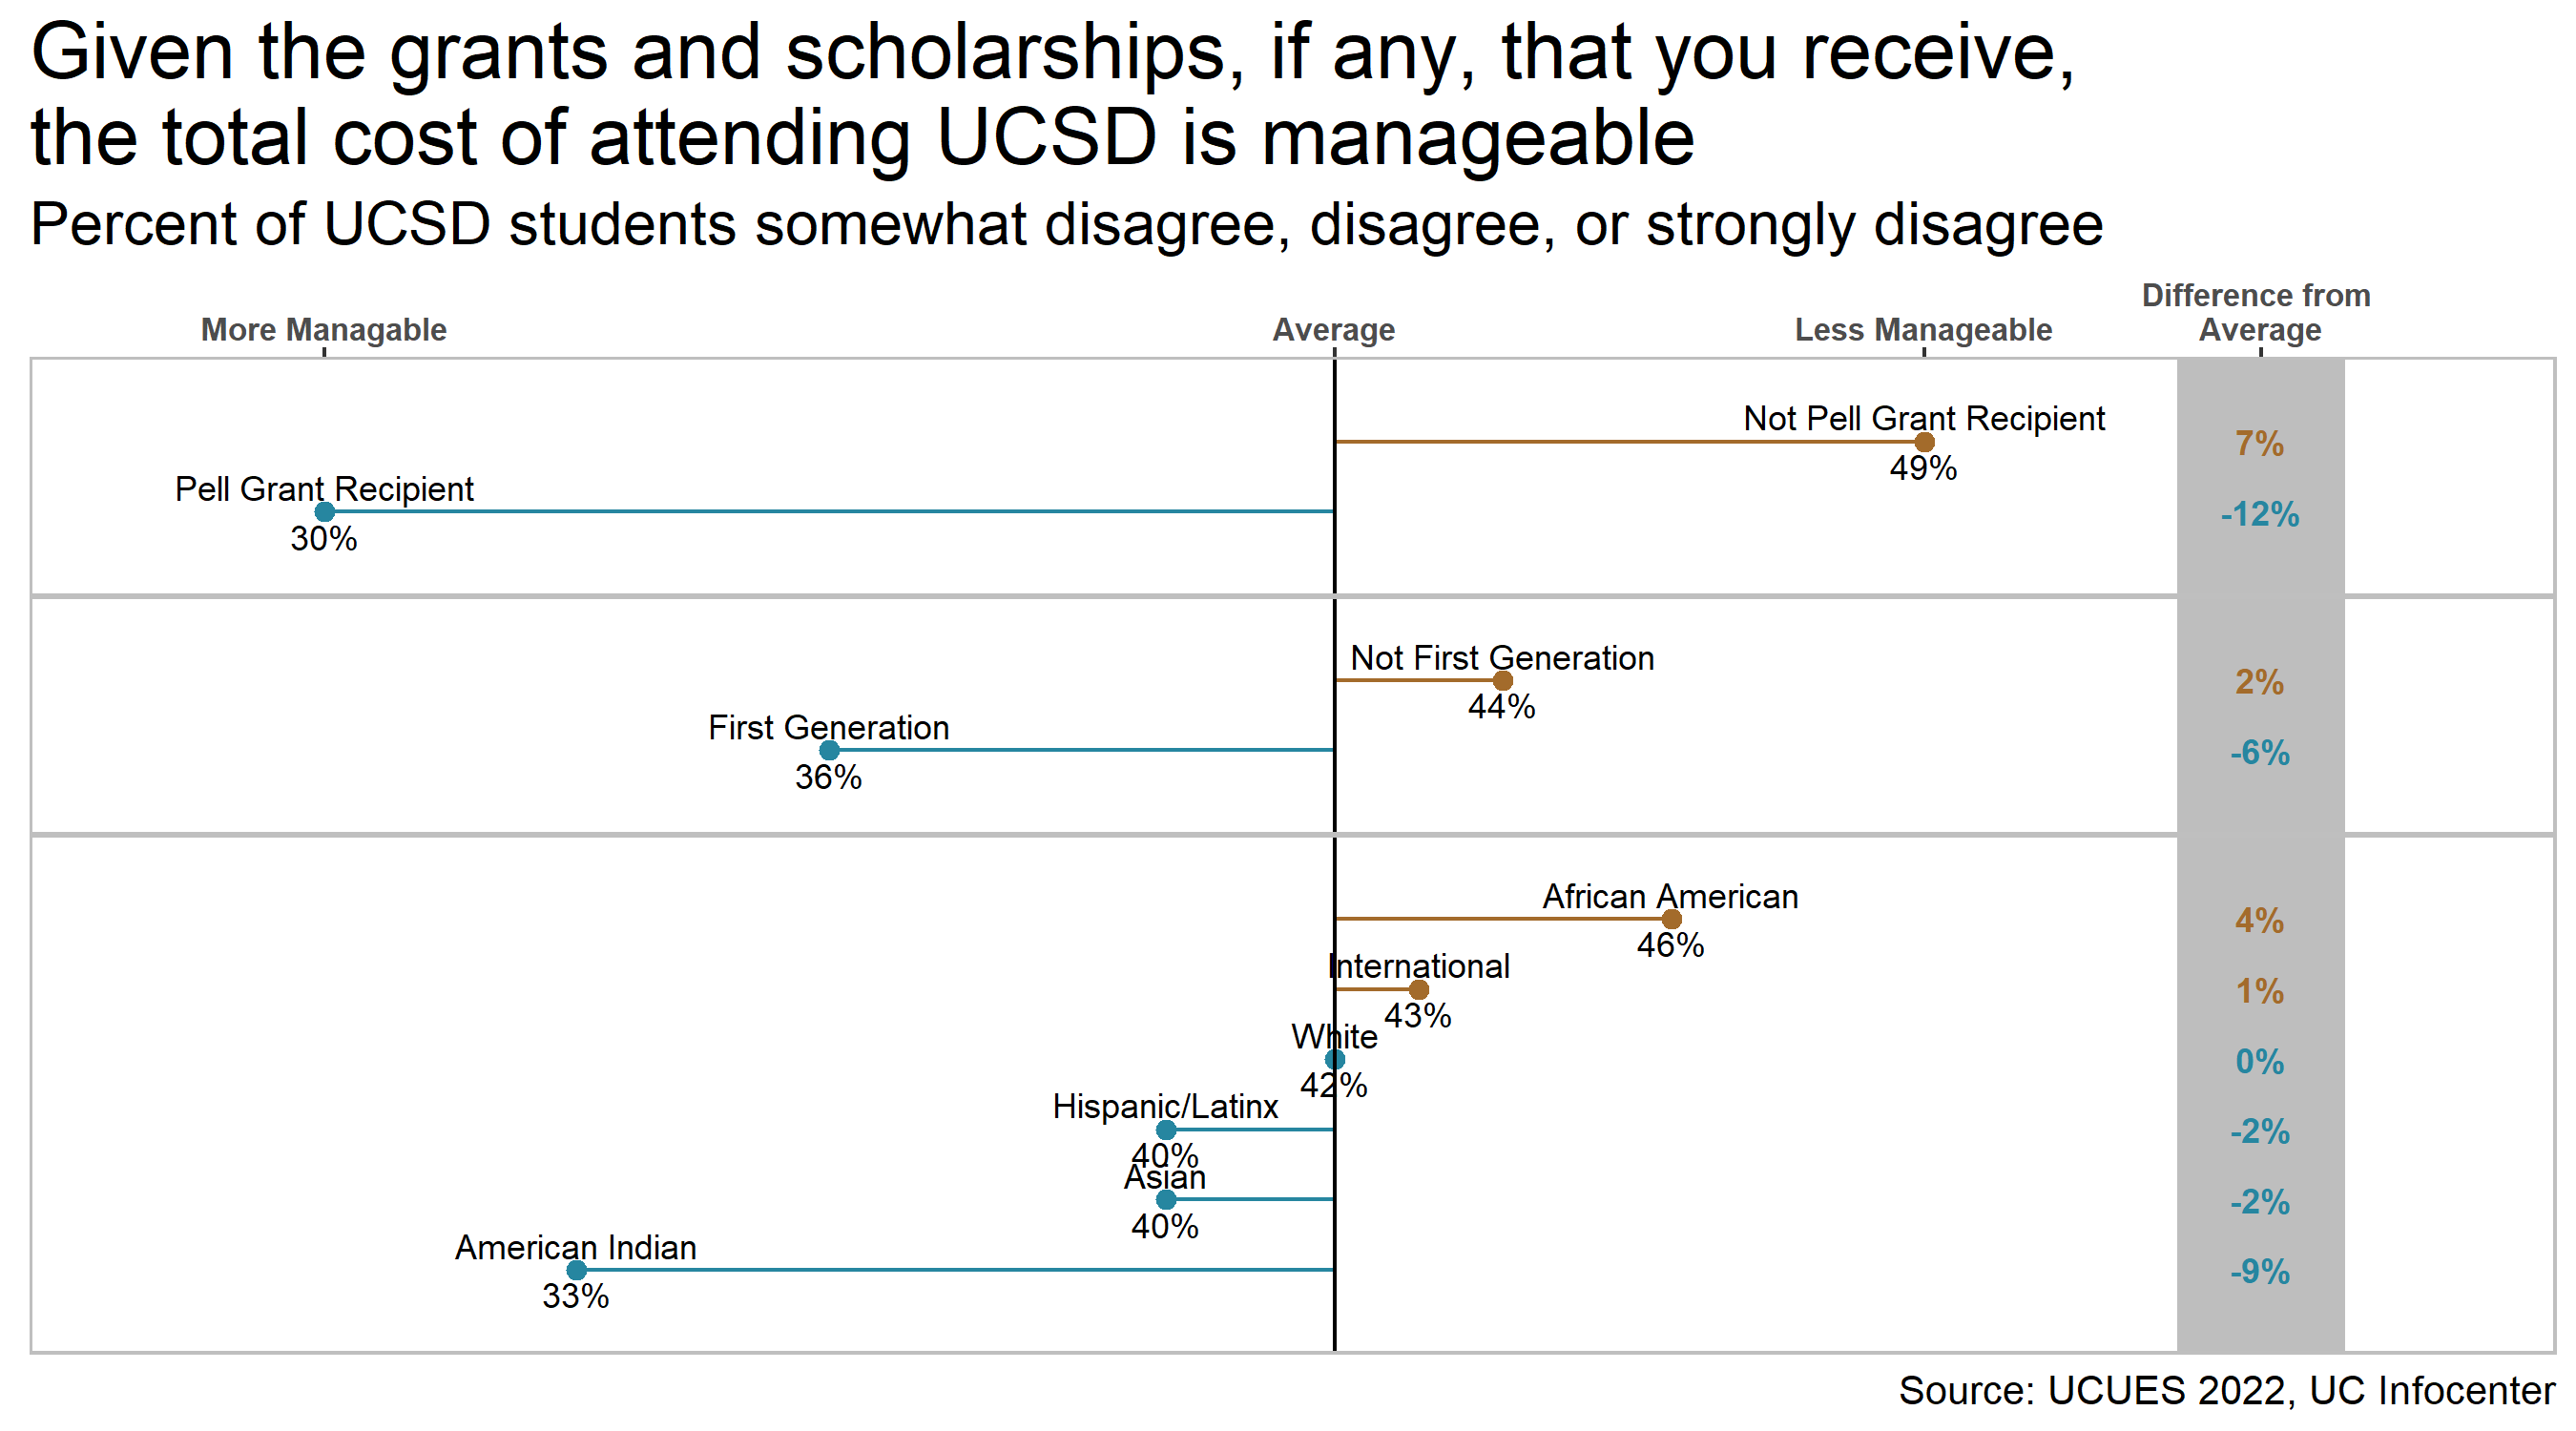 Given the grants and scholarships, if any, that you receive,
the total cost of attending UCSD is manageable
Percent of UCSD students somewhat disagree, disagree, or strongly disagree
More Managable
Average
Less Manageable
Difference from
Average
Not Pell Grant Recipient
49%
7%
Pell Grant Recipient
30%
-12%
Not First Generation
44%
2%
First Generation
36%
-6%
African American
46%
4%
International
43%
1%
White
42%
0%
Hispanic/Latinx
40%
-2%
Asian
40%
-2%
American Indian
33%
-9%
Source: UCUES 2022, UC Infocenter